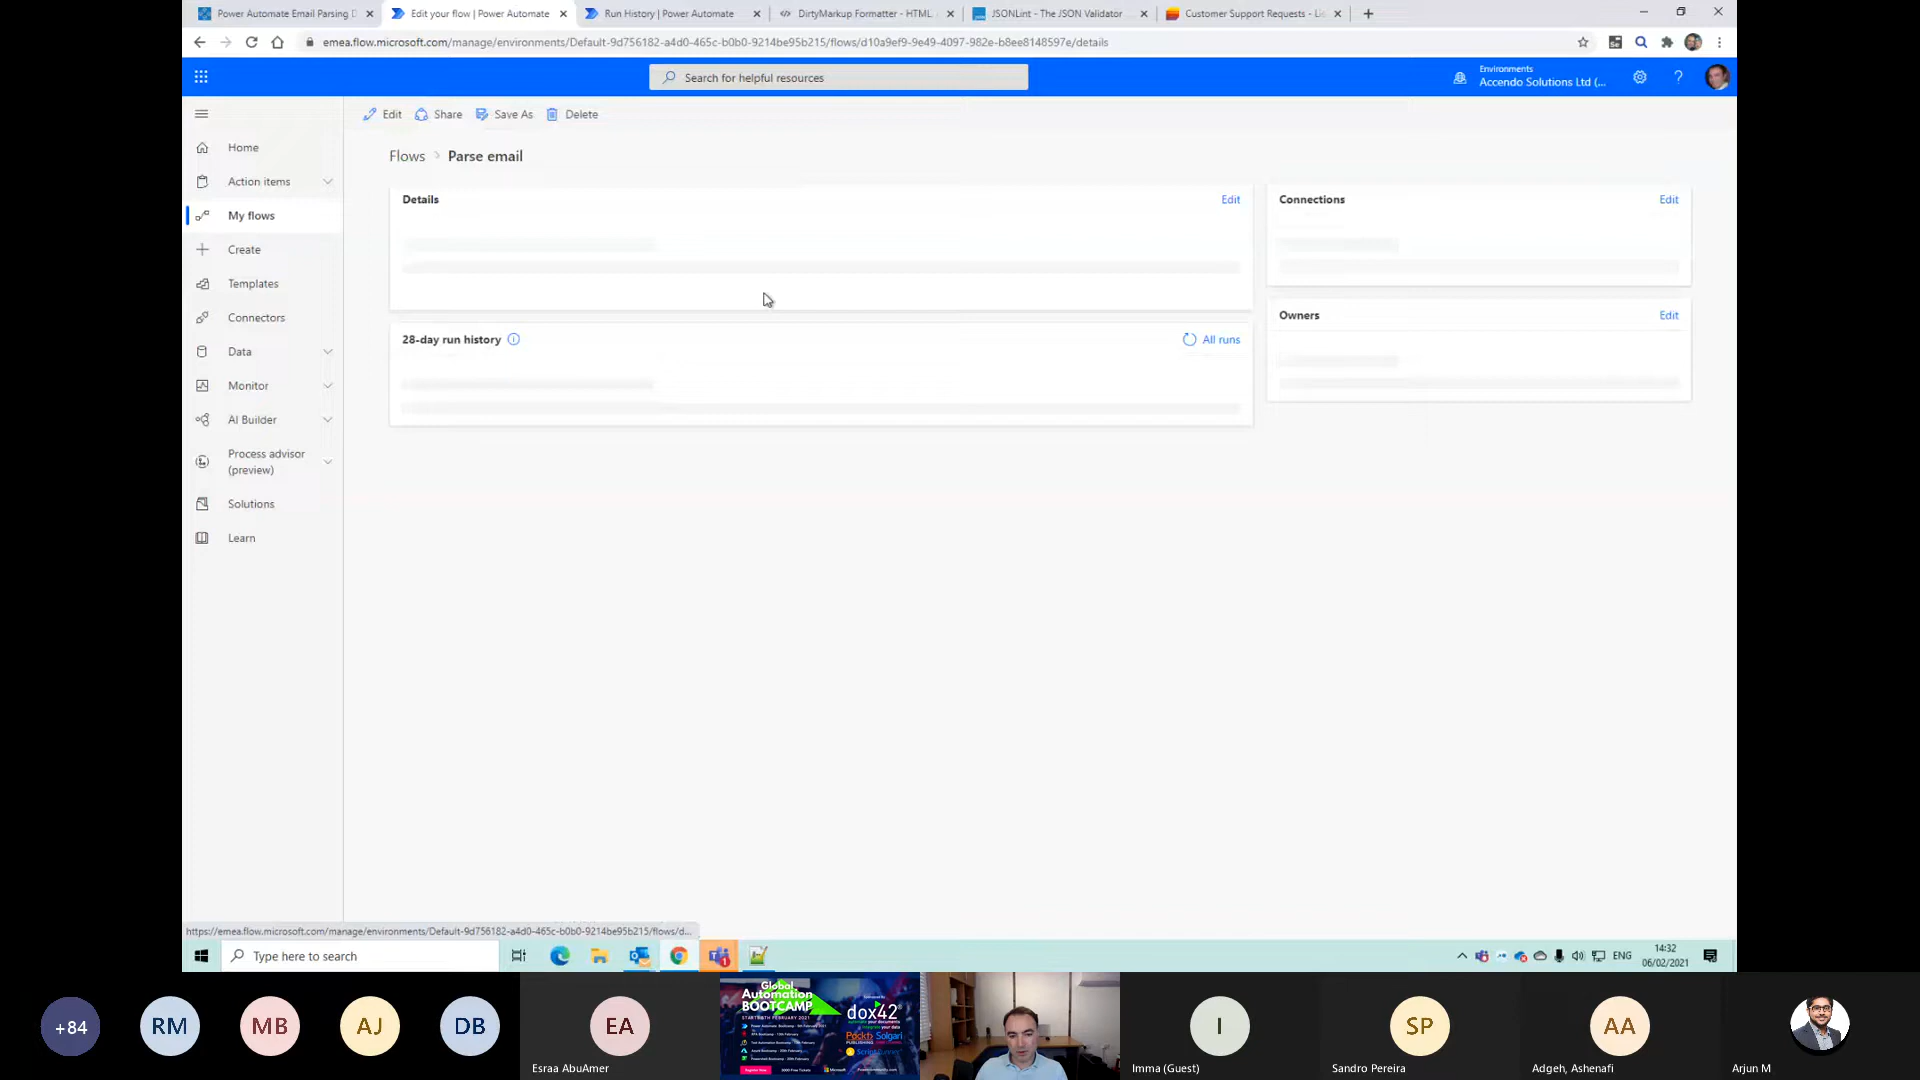 Power Automate Email Parsing D
Edit your flow | Power Automate
Run History | Power Automate
DirtyMarkup Formatter - HTML,
JSONLint - The JSON Validator
Customer Support Requests - Li
emea.flow.microsoft.com/manage/environments/Default-9d756182-a4d0-465c-b0b0-9214be95b215/flows/d10a9ef9-9e49-4097-982e-b8ee8148597e/details
Search for helpful resources
Environments
Accendo Solutions Ltd (...
Edit
Share
Save As
Delete
Flows > Parse email
Home
Action items
My flows
Create
Templates
Connectors
Data
Monitor
AI Builder
Process advisor
(preview)
Solutions
Learn
Details
Edit
28-day run history
All runs
Connections
Edit
Owners
Edit
https://emea.flow.microsoft.com/manage/environments/Default-9d756182-a4d0-465c-b0b0-9214be95b215/flows/d...
Type here to search
ENG
14:32
06/02/2021
+84
RM
MB
AJ
DB
EA
Esraa AbuAmer
Global
Automation
BOOTCAMP
dox42
I
Imma (Guest)
SP
Sandro Pereira
AA
Adgeh, Ashenafi
Arjun M